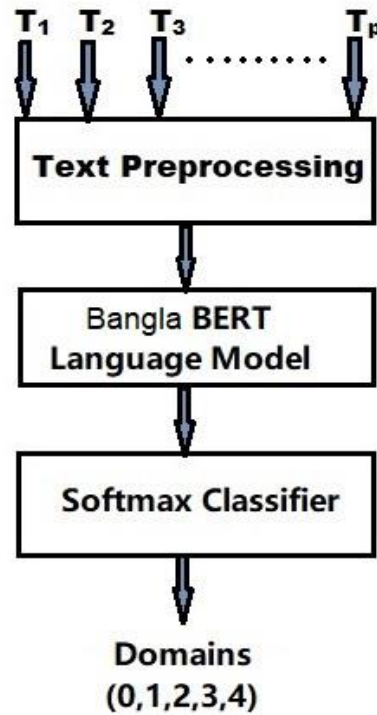 T₁ T₂ T₃ ......... Tₚ
Text Preprocessing
Bangla BERT
Language Model
Softmax Classifier
Domains
(0,1,2,3,4)